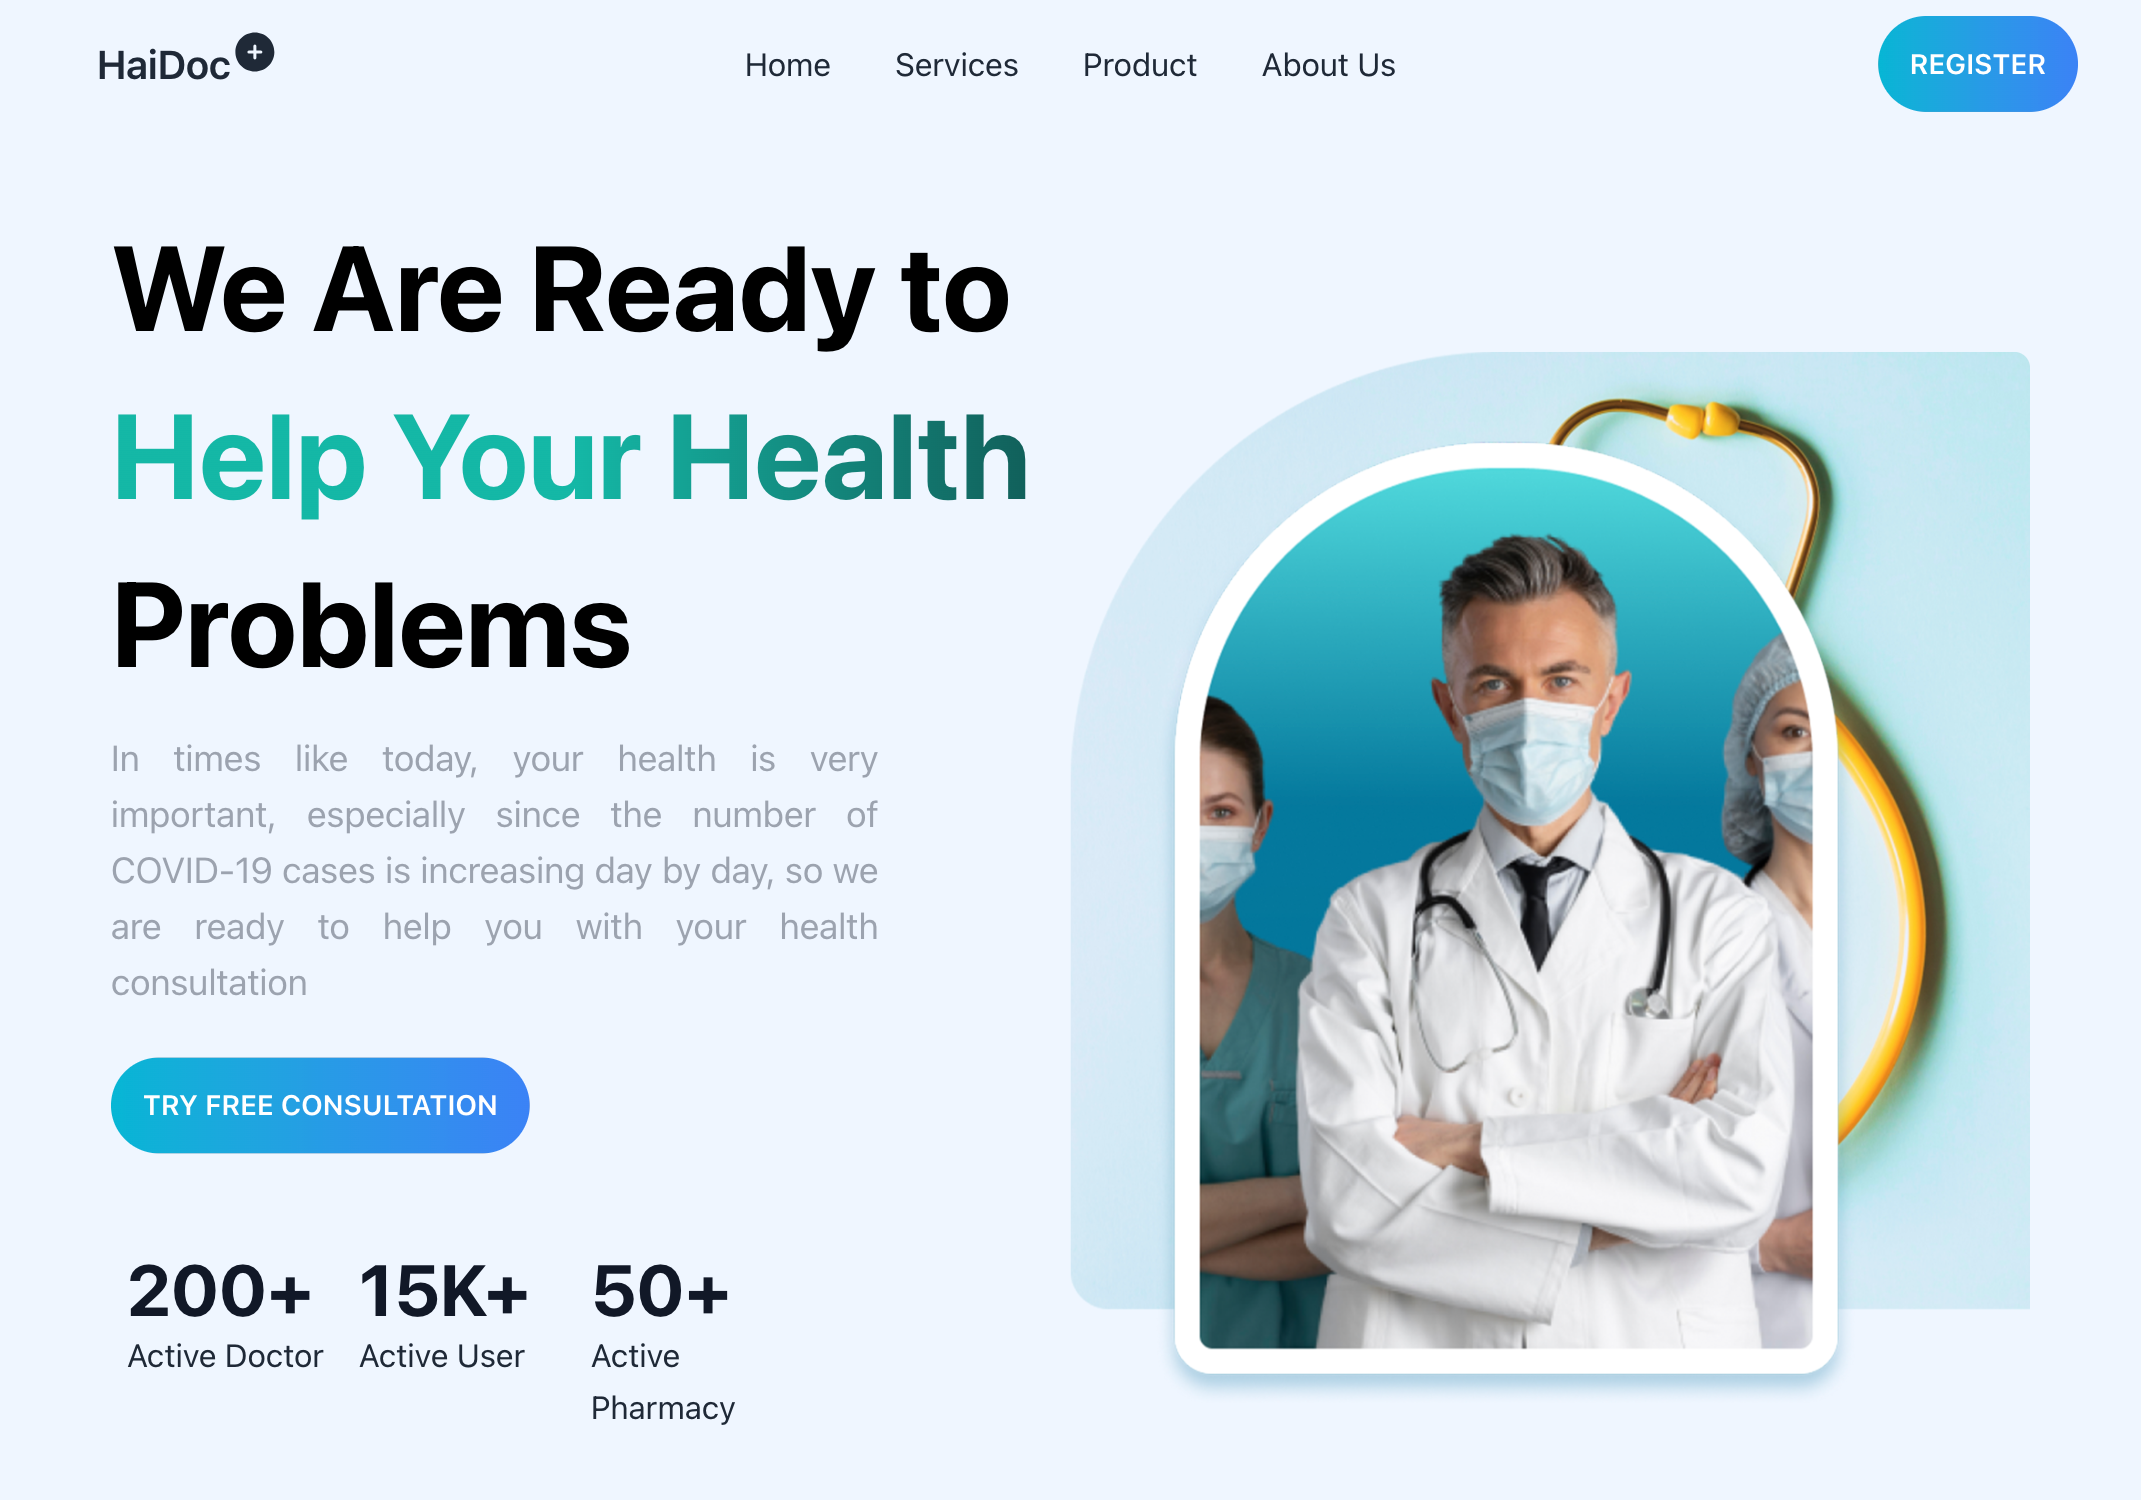 HaiDoc +
Home Services Product About Us
REGISTER
We Are Ready to
Help Your Health
Problems
In times like today, your health is very
important, especially since the number of
COVID-19 cases is increasing day by day, so we
are ready to help you with your health
consultation
TRY FREE CONSULTATION
200+
Active Doctor
15K+
Active User
50+
Active
Pharmacy